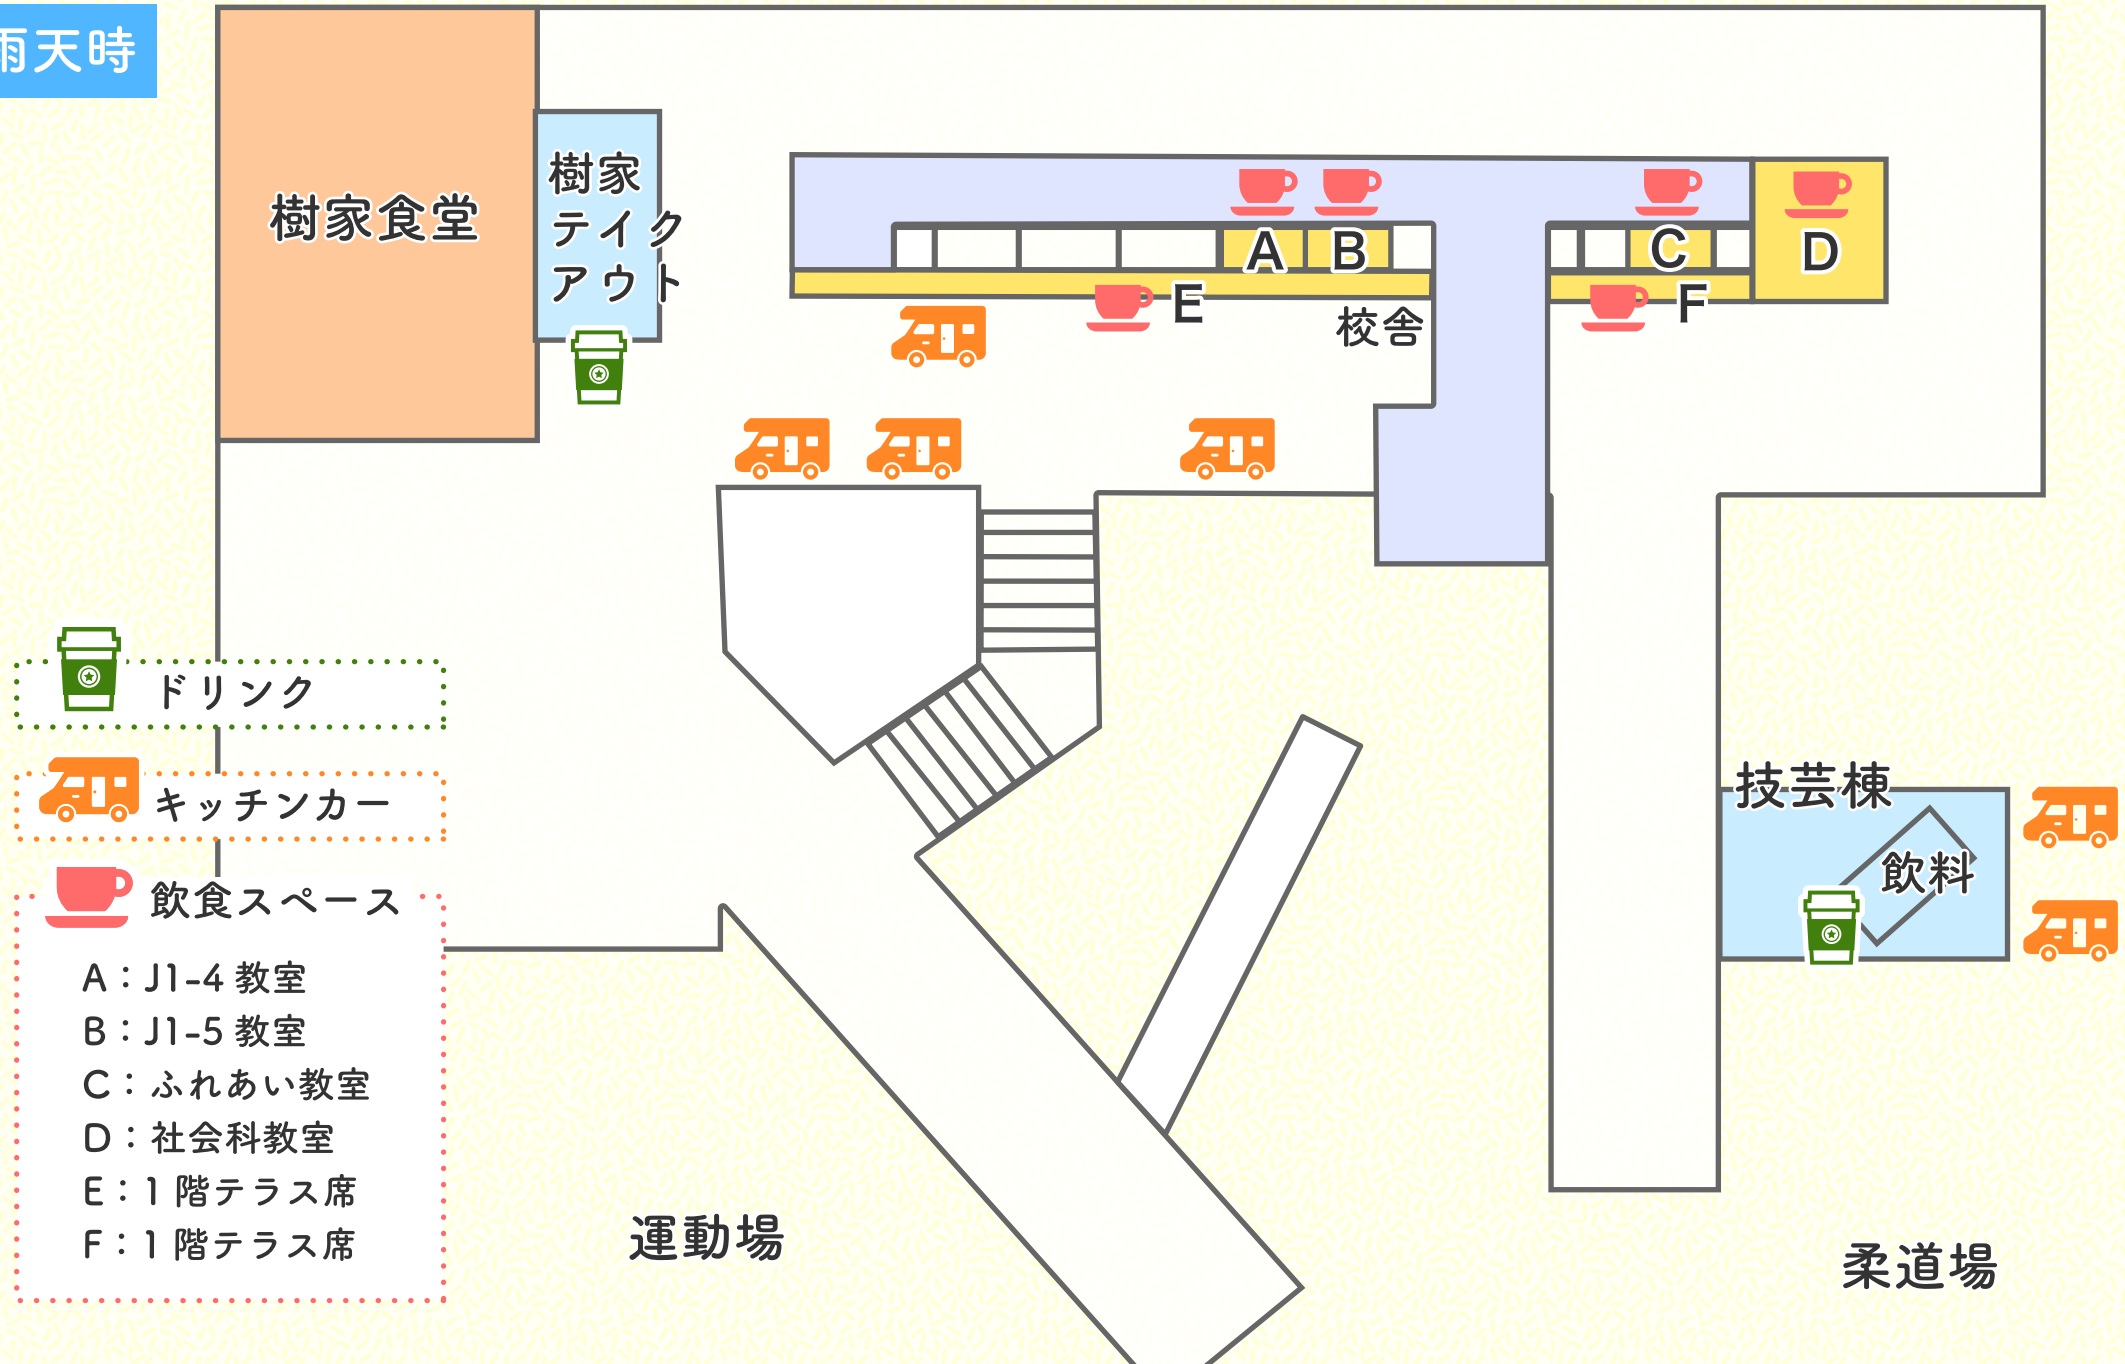 雨天時
樹家食堂
樹家
テイク
アウト
A
B
C
D
E
F
校舎
ドリンク
キッチンカー
飲食スペース
A：J1-4 教室
B：J1-5 教室
C：ふれあい教室
D：社会科教室
E：1 階テラス席
F：1 階テラス席
技芸棟
飲料
運動場
柔道場